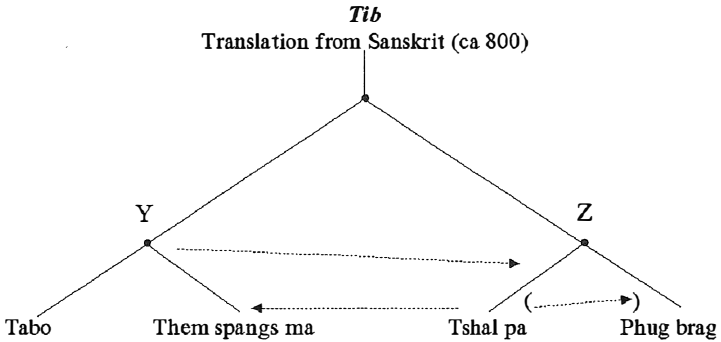 Tib
Translation from Sanskrit (ca 800)
Y
Z
( )
Tabo
Them spangs ma
Tshal pa
Phug brag